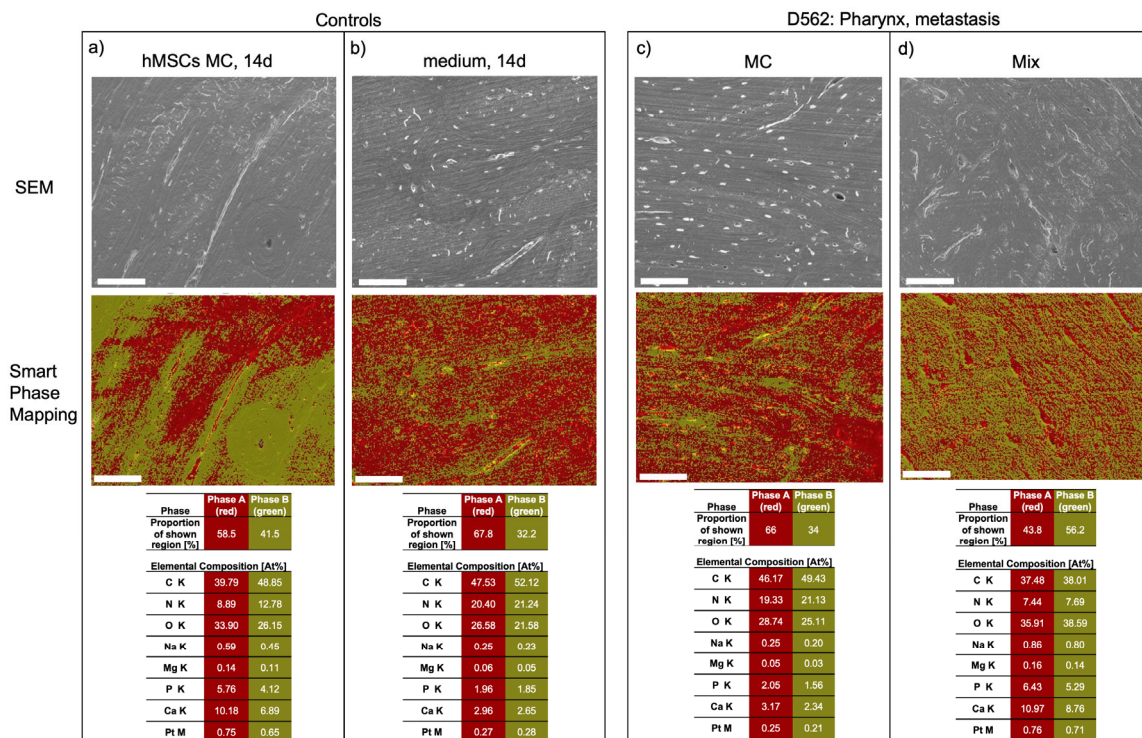 Controls
D562: Pharynx, metastasis
a)
hMSCs MC, 14d
b)
medium, 14d
c)
MC
d)
Mix
SEM
Smart
Phase
Mapping
Phase
Phase A (red)
Phase B (green)
Proportion of shown region [%] 58.5 41.5
Elemental Composition [At%]
C K 39.79 48.85
N K 8.89 12.78
O K 33.90 26.15
Na K 0.59 0.45
Mg K 0.14 0.11
P K 5.76 4.12
Ca K 10.18 6.89
Pt M 0.75 0.65
Phase
Phase A (red)
Phase B (green)
Proportion of shown region [%] 67.8 32.2
Elemental Composition [At%]
C K 47.53 52.12
N K 20.40 21.24
O K 26.58 21.58
Na K 0.25 0.23
Mg K 0.06 0.05
P K 1.96 1.85
Ca K 2.96 2.65
Pt M 0.27 0.28
Phase
Phase A (red)
Phase B (green)
Proportion of shown region [%] 66 34
Elemental Composition [At%]
C K 46.17 49.43
N K 19.33 21.13
O K 28.74 25.11
Na K 0.25 0.20
Mg K 0.05 0.03
P K 2.05 1.56
Ca K 3.17 2.34
Pt M 0.25 0.21
Phase
Phase A (red)
Phase B (green)
Proportion of shown region [%] 43.8 56.2
Elemental Composition [At%]
C K 37.48 38.01
N K 7.44 7.69
O K 35.91 38.59
Na K 0.86 0.80
Mg K 0.16 0.14
P K 6.43 5.29
Ca K 10.97 8.76
Pt M 0.76 0.71